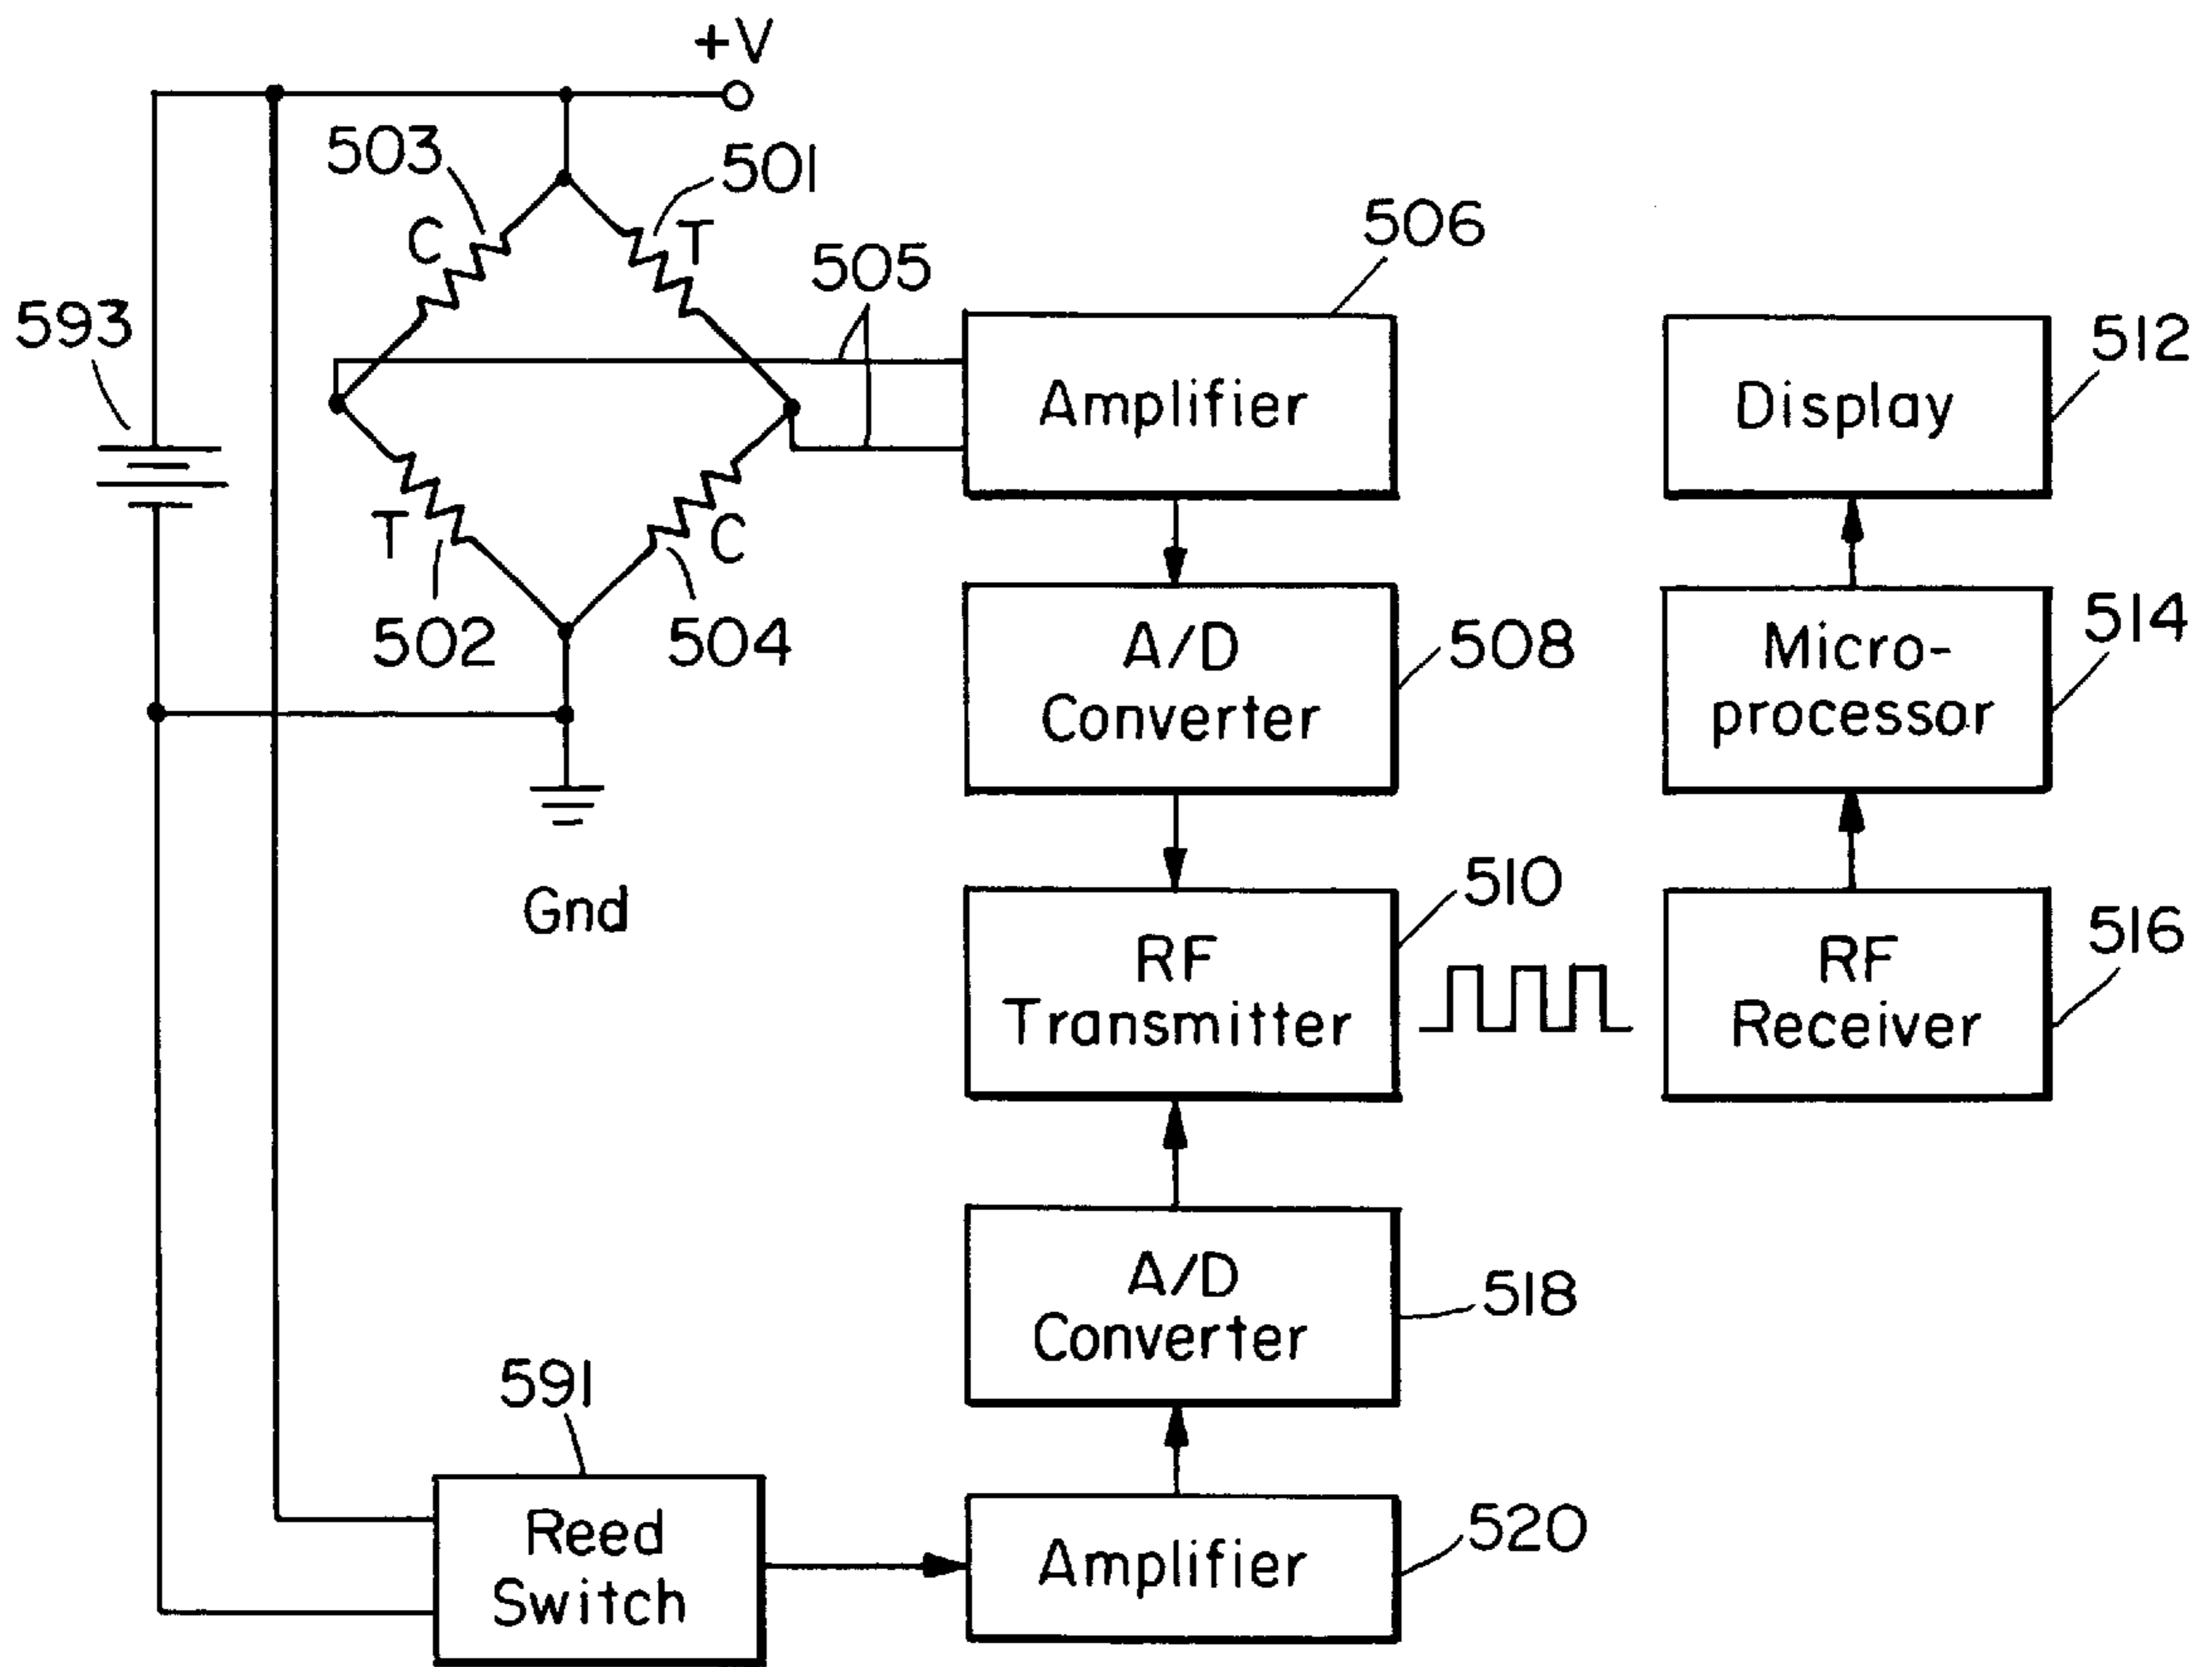 +V
503
501
C
T
505
506
593
512
Amplifier
Display
T
C
502
504
A/D
Converter
508
Micro-
processor
514
Gnd
510
RF
Transmitter
RF
Receiver
516
A/D
Converter
518
591
Reed
Switch
Amplifier
520